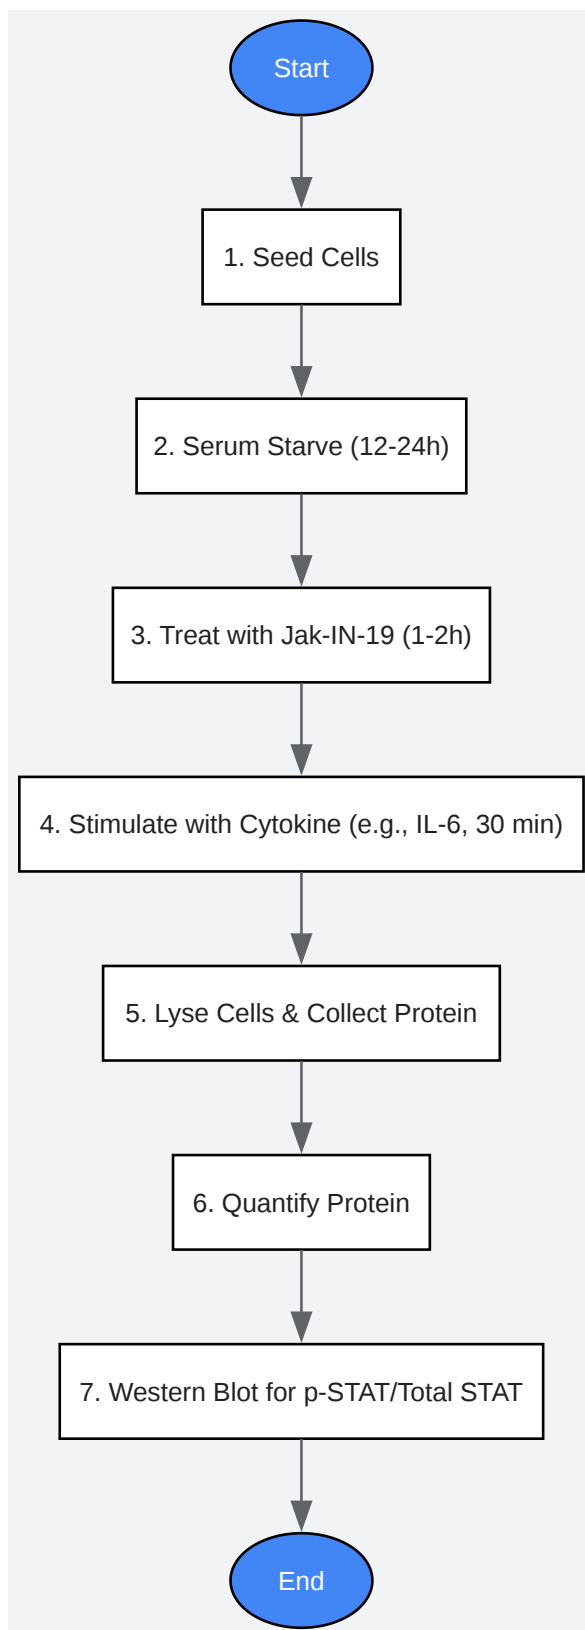 Start
1. Seed Cells
2. Serum Starve (12-24h)
3. Treat with Jak-IN-19 (1-2h)
4. Stimulate with Cytokine (e.g., IL-6, 30 min)
5. Lyse Cells & Collect Protein
6. Quantify Protein
7. Western Blot for p-STAT/Total STAT
End